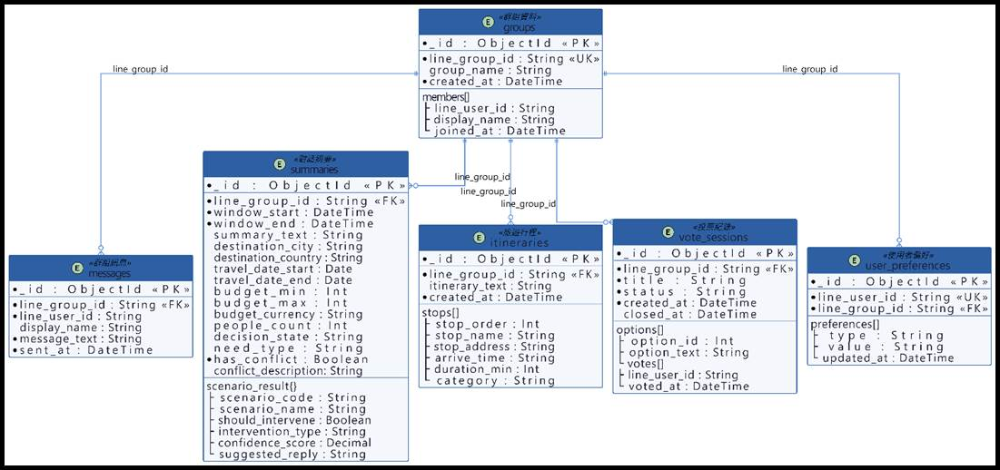 «群組資料»
E groups
• _id : ObjectId «PK»
• line_group_id : String «UK»
group_name : String
• created_at : DateTime
members[]
├ line_user_id : String
├ display_name : String
└ joined_at : DateTime
line_group_id
line_group_id
line_group_id
line_group_id
line_group_id
«對話摘要»
E summaries
• _id : ObjectId «PK»
• line_group_id : String «FK»
• window_start : DateTime
• window_end : DateTime
summary_text : String
destination_city : String
destination_country : String
travel_date_start : Date
travel_date_end : Date
budget_min : Int
budget_max : Int
budget_currency : String
people_count : Int
decision_state : String
need_type : String
• has_conflict : Boolean
conflict_description: String
scenario_result{}
├ scenario_code : String
├ scenario_name : String
├ should_intervene : Boolean
├ intervention_type : String
├ confidence_score : Decimal
└ suggested_reply : String
«群組訊息»
E messages
• _id : ObjectId «PK»
• line_group_id : String «FK»
• line_user_id : String
display_name : String
• message_text : String
• sent_at : DateTime
«旅遊行程»
E itineraries
• _id : ObjectId «PK»
• line_group_id : String «FK»
itinerary_text : String
• created_at : DateTime
stops[]
├ stop_order : Int
├ stop_name : String
├ stop_address : String
├ arrive_time : String
├ duration_min : Int
└ category : String
«投票紀錄»
E vote_sessions
• _id : ObjectId «PK»
• line_group_id : String «FK»
• title : String
• status : String
• created_at : DateTime
closed_at : DateTime
options[]
├ option_id : Int
├ option_text : String
└ votes[]
├ line_user_id : String
└ voted_at : DateTime
«使用者偏好»
E user_preferences
• _id : ObjectId «PK»
• line_user_id : String «UK»
• line_group_id : String «FK»
preferences[]
├ type : String
├ value : String
└ updated_at : DateTime